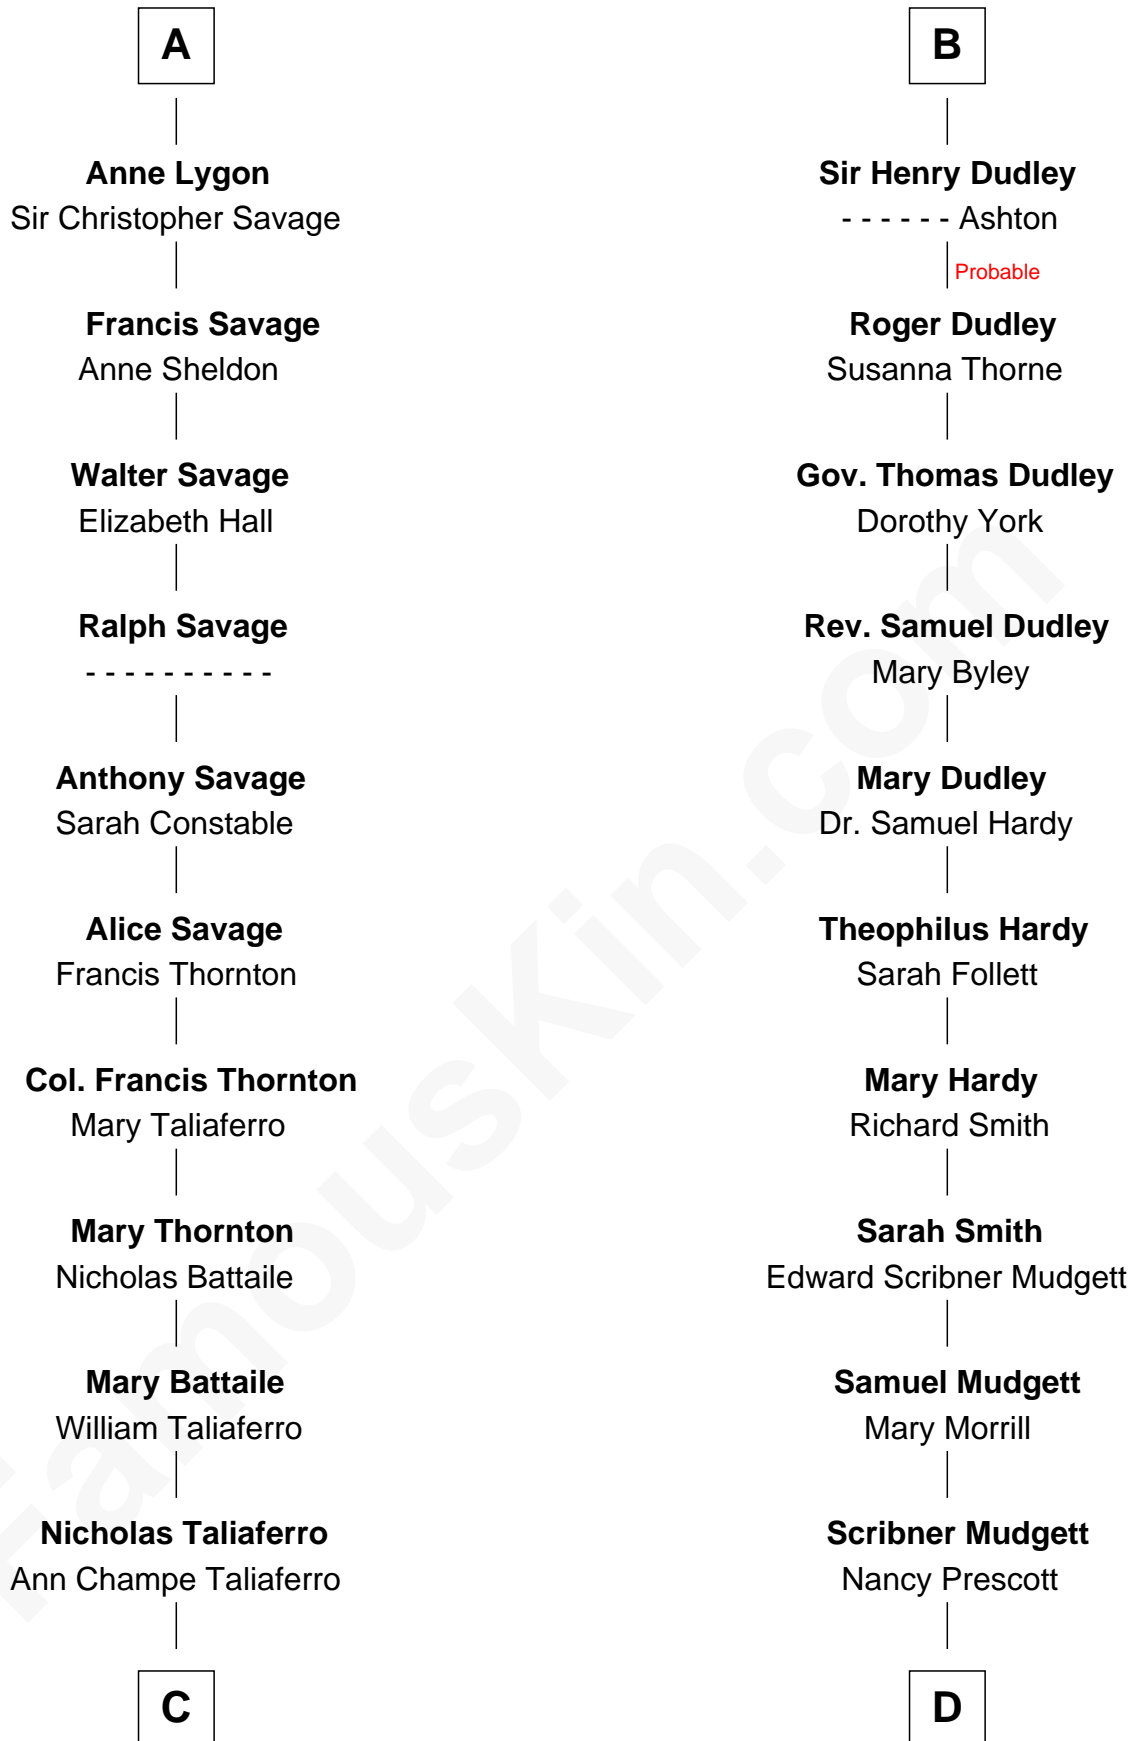 A
Anne Lygon
Sir Christopher Savage
Francis Savage
Anne Sheldon
Walter Savage
Elizabeth Hall
Ralph Savage
- - - - - - - - - -
Anthony Savage
Sarah Constable
Alice Savage
Francis Thornton
Col. Francis Thornton
Mary Taliaferro
Mary Thornton
Nicholas Battaile
Mary Battaile
William Taliaferro
Nicholas Taliaferro
Ann Champe Taliaferro
C
B
Sir Henry Dudley
- - - - - - Ashton
Probable
Roger Dudley
Susanna Thorne
Gov. Thomas Dudley
Dorothy York
Rev. Samuel Dudley
Mary Byley
Mary Dudley
Dr. Samuel Hardy
Theophilus Hardy
Sarah Follett
Mary Hardy
Richard Smith
Sarah Smith
Edward Scribner Mudgett
Samuel Mudgett
Mary Morrill
Scribner Mudgett
Nancy Prescott
D
FamousKin.com